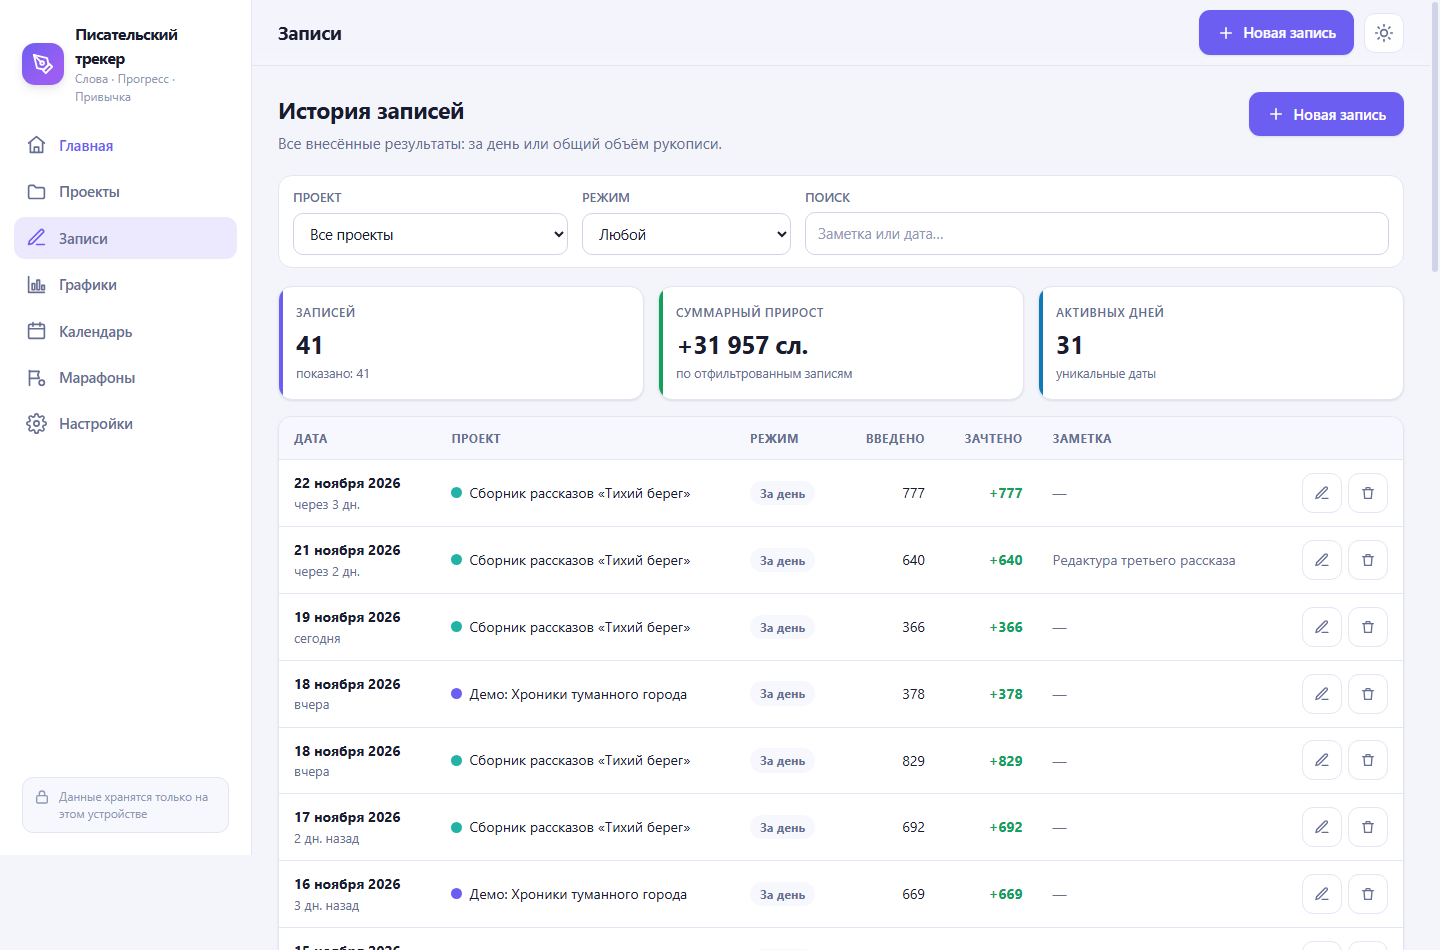 Писательский
трекер
Слова · Прогресс ·
Привычка
Главная
Проекты
Записи
Графики
Календарь
Марафоны
Настройки
Данные хранятся только на
этом устройстве
Записи
Новая запись
История записей
Все внесённые результаты: за день или общий объём рукописи.
Новая запись
ПРОЕКТ
Все проекты
РЕЖИМ
Любой
ПОИСК
Заметка или дата…
ЗАПИСЕЙ
41
показано: 41
СУММАРНЫЙ ПРИРОСТ
+31 957 сл.
по отфильтрованным записям
АКТИВНЫХ ДНЕЙ
31
уникальные даты
ДАТА ПРОЕКТ РЕЖИМ ВВЕДЕНО ЗАЧТЕНО ЗАМЕТКА
22 ноября 2026
через 3 дн.
Сборник рассказов «Тихий берег» За день 777 +777 —
21 ноября 2026
через 2 дн.
Сборник рассказов «Тихий берег» За день 640 +640 Редактура третьего рассказа
19 ноября 2026
сегодня
Сборник рассказов «Тихий берег» За день 366 +366 —
18 ноября 2026
вчера
Демо: Хроники туманного города За день 378 +378 —
18 ноября 2026
вчера
Сборник рассказов «Тихий берег» За день 829 +829 —
17 ноября 2026
2 дн. назад
Сборник рассказов «Тихий берег» За день 692 +692 —
16 ноября 2026
3 дн. назад
Демо: Хроники туманного города За день 669 +669 —
15 ноября 2026